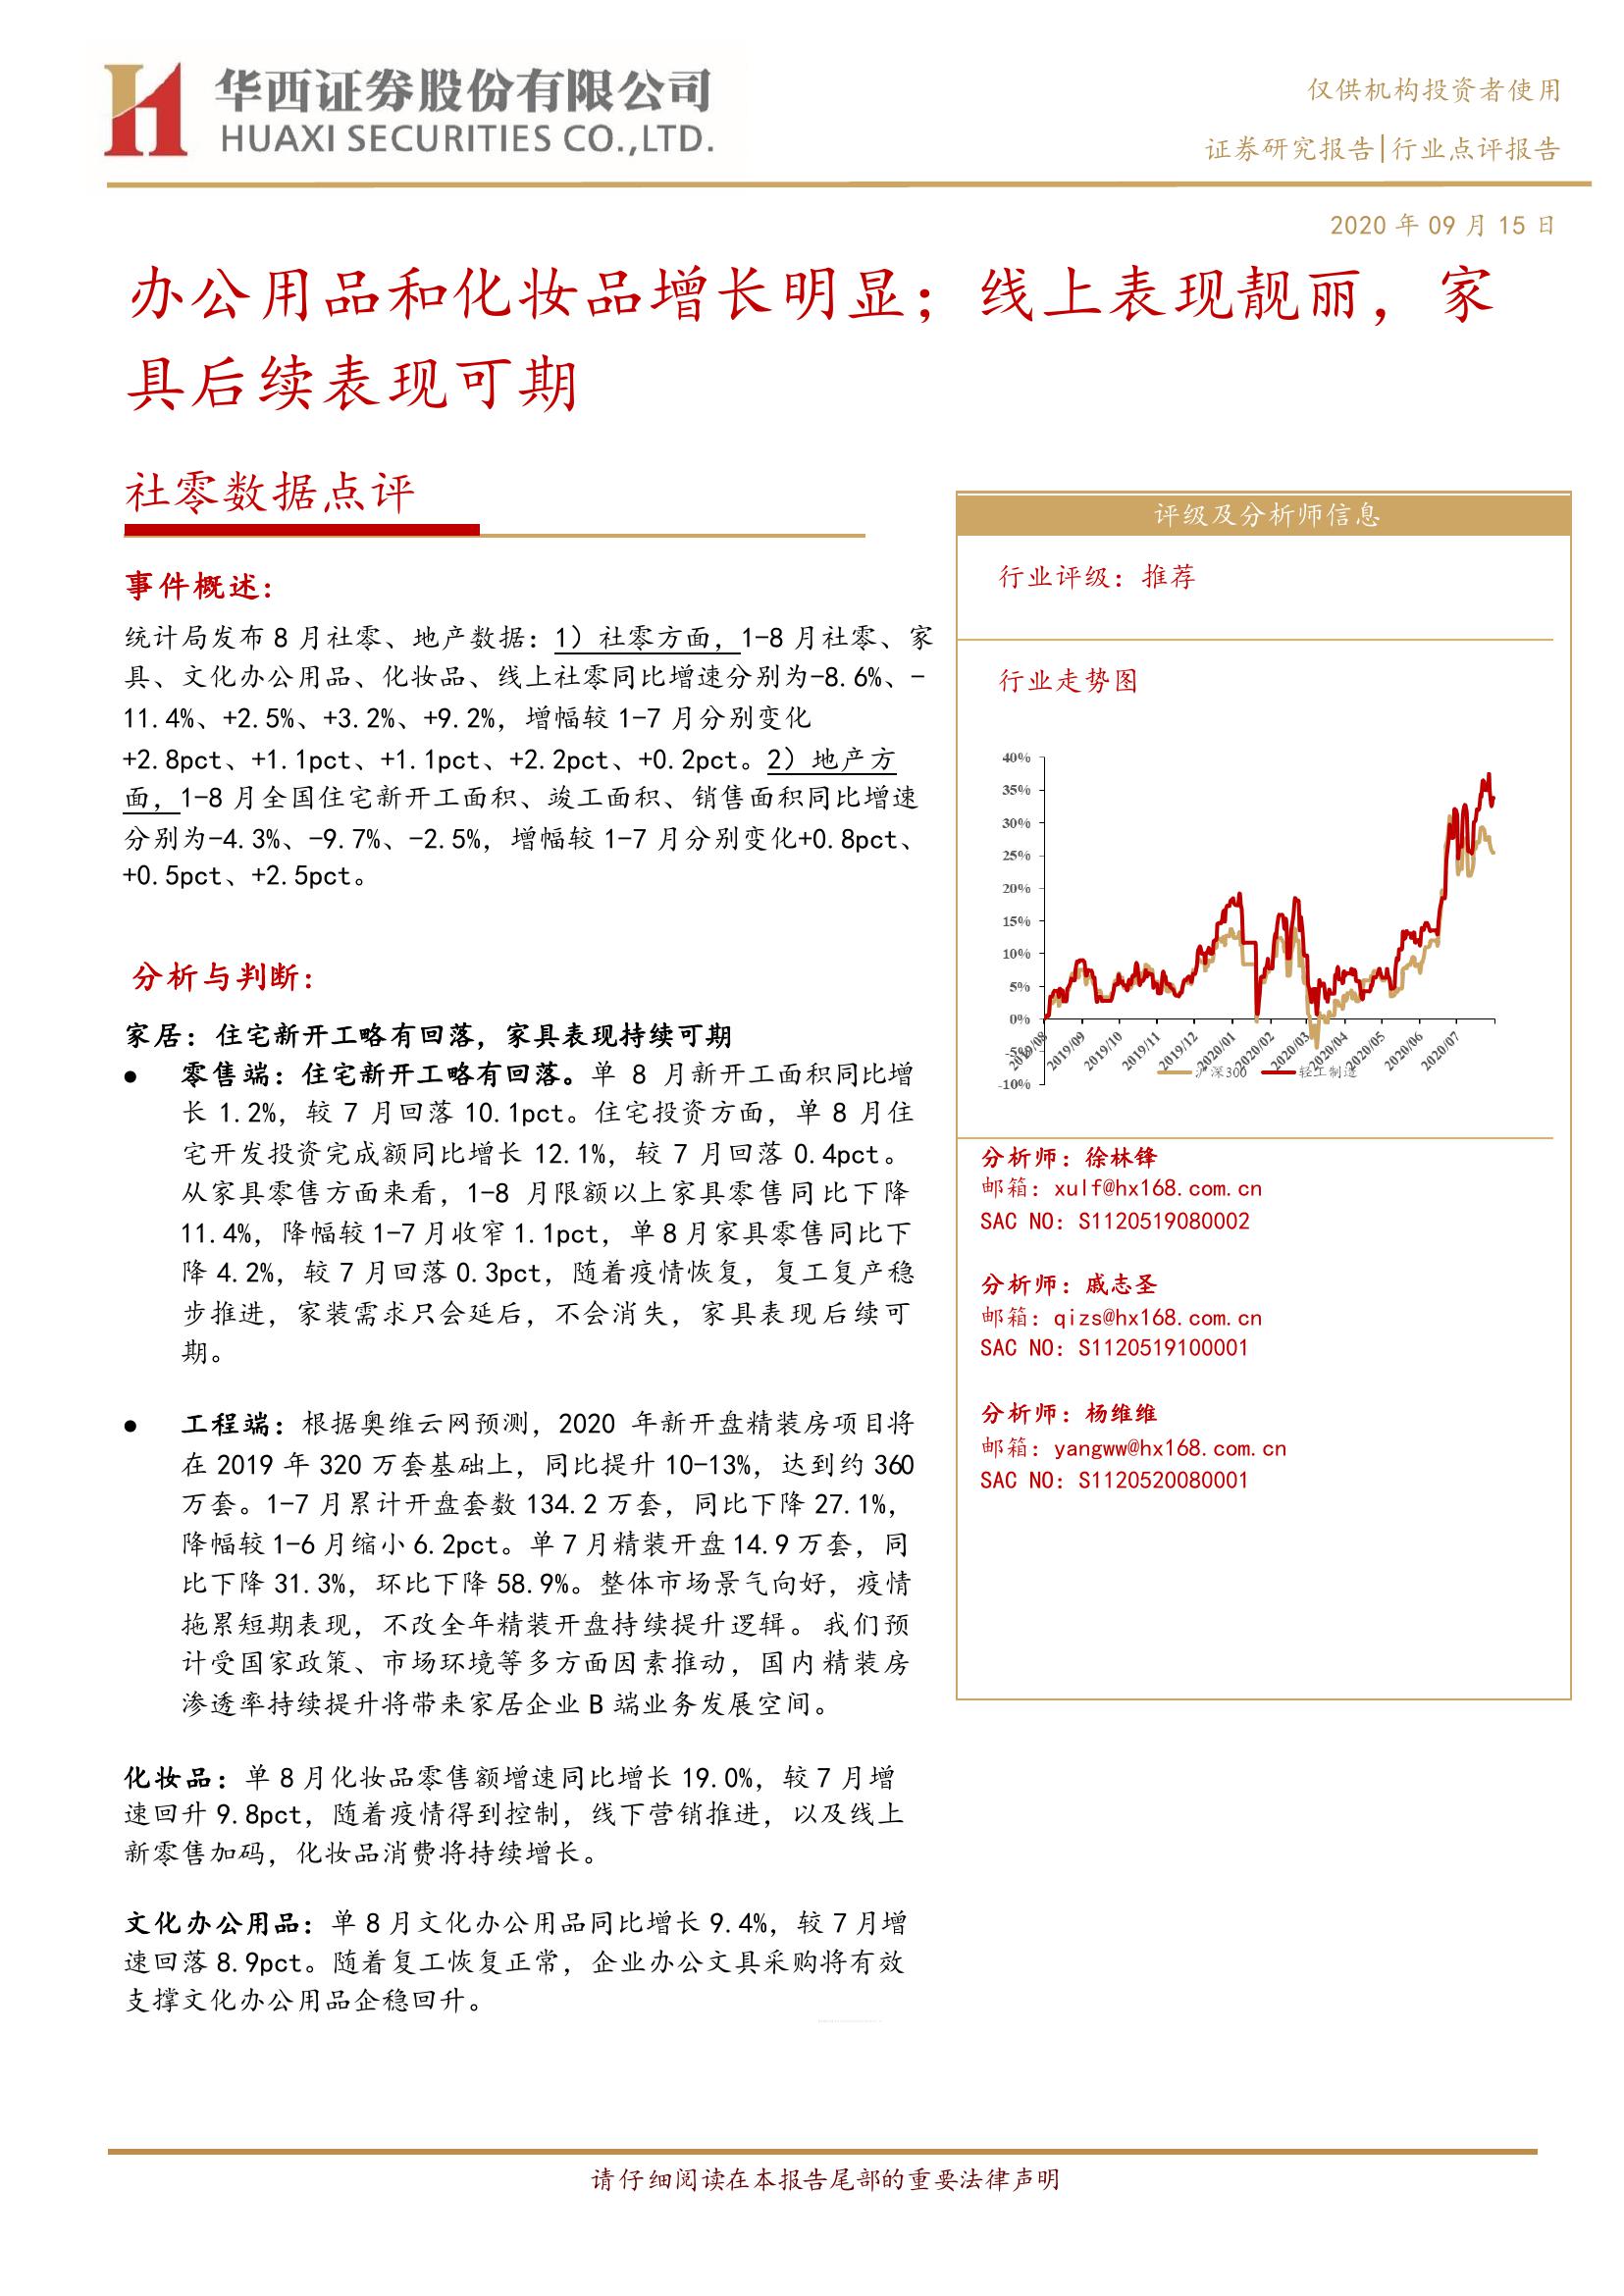 华西证券股份有限公司
HUAXI SECURITIES CO.,LTD.
仅供机构投资者使用
证券研究报告|行业点评报告
2020 年 09 月 15 日
办公用品和化妆品增长明显；线上表现靓丽，家
具后续表现可期
社零数据点评
事件概述：
统计局发布 8 月社零、地产数据：1）社零方面，1-8 月社零、家
具、文化办公用品、化妆品、线上社零同比增速分别为-8.6%、-
11.4%、+2.5%、+3.2%、+9.2%，增幅较 1-7 月分别变化
+2.8pct、+1.1pct、+1.1pct、+2.2pct、+0.2pct。2）地产方
面，1-8 月全国住宅新开工面积、竣工面积、销售面积同比增速
分别为-4.3%、-9.7%、-2.5%，增幅较 1-7 月分别变化+0.8pct、
+0.5pct、+2.5pct。
分析与判断：
家居：住宅新开工略有回落，家具表现持续可期
● 零售端：住宅新开工略有回落。单 8 月新开工面积同比增
长 1.2%，较 7 月回落 10.1pct。住宅投资方面，单 8 月住
宅开发投资完成额同比增长 12.1%，较 7 月回落 0.4pct。
从家具零售方面来看，1-8 月限额以上家具零售同比下降
11.4%，降幅较 1-7 月收窄 1.1pct，单 8 月家具零售同比下
降 4.2%，较 7 月回落 0.3pct，随着疫情恢复，复工复产稳
步推进，家装需求只会延后，不会消失，家具表现后续可
期。
● 工程端：根据奥维云网预测，2020 年新开盘精装房项目将
在 2019 年 320 万套基础上，同比提升 10-13%，达到约 360
万套。1-7 月累计开盘套数 134.2 万套，同比下降 27.1%，
降幅较 1-6 月缩小 6.2pct。单 7 月精装开盘 14.9 万套，同
比下降 31.3%，环比下降 58.9%。整体市场景气向好，疫情
拖累短期表现，不改全年精装开盘持续提升逻辑。我们预
计受国家政策、市场环境等多方面因素推动，国内精装房
渗透率持续提升将带来家居企业 B 端业务发展空间。
化妆品：单 8 月化妆品零售额增速同比增长 19.0%，较 7 月增
速回升 9.8pct，随着疫情得到控制，线下营销推进，以及线上
新零售加码，化妆品消费将持续增长。
文化办公用品：单 8 月文化办公用品同比增长 9.4%，较 7 月增
速回落 8.9pct。随着复工恢复正常，企业办公文具采购将有效
支撑文化办公用品企稳回升。
评级及分析师信息
行业评级：推荐
行业走势图
40%
35%
30%
25%
20%
15%
10%
5%
0%
-5%
-10%
2019/08 2019/09 2019/10 2019/11 2019/12 2020/01 2020/02 2020/03 2020/04 2020/05 2020/06 2020/07
沪深300 轻工制造
分析师：徐林锋
邮箱：xulf@hx168.com.cn
SAC NO：S1120519080002
分析师：戚志圣
邮箱：qizs@hx168.com.cn
SAC NO：S1120519100001
分析师：杨维维
邮箱：yangww@hx168.com.cn
SAC NO：S1120520080001
请仔细阅读在本报告尾部的重要法律声明